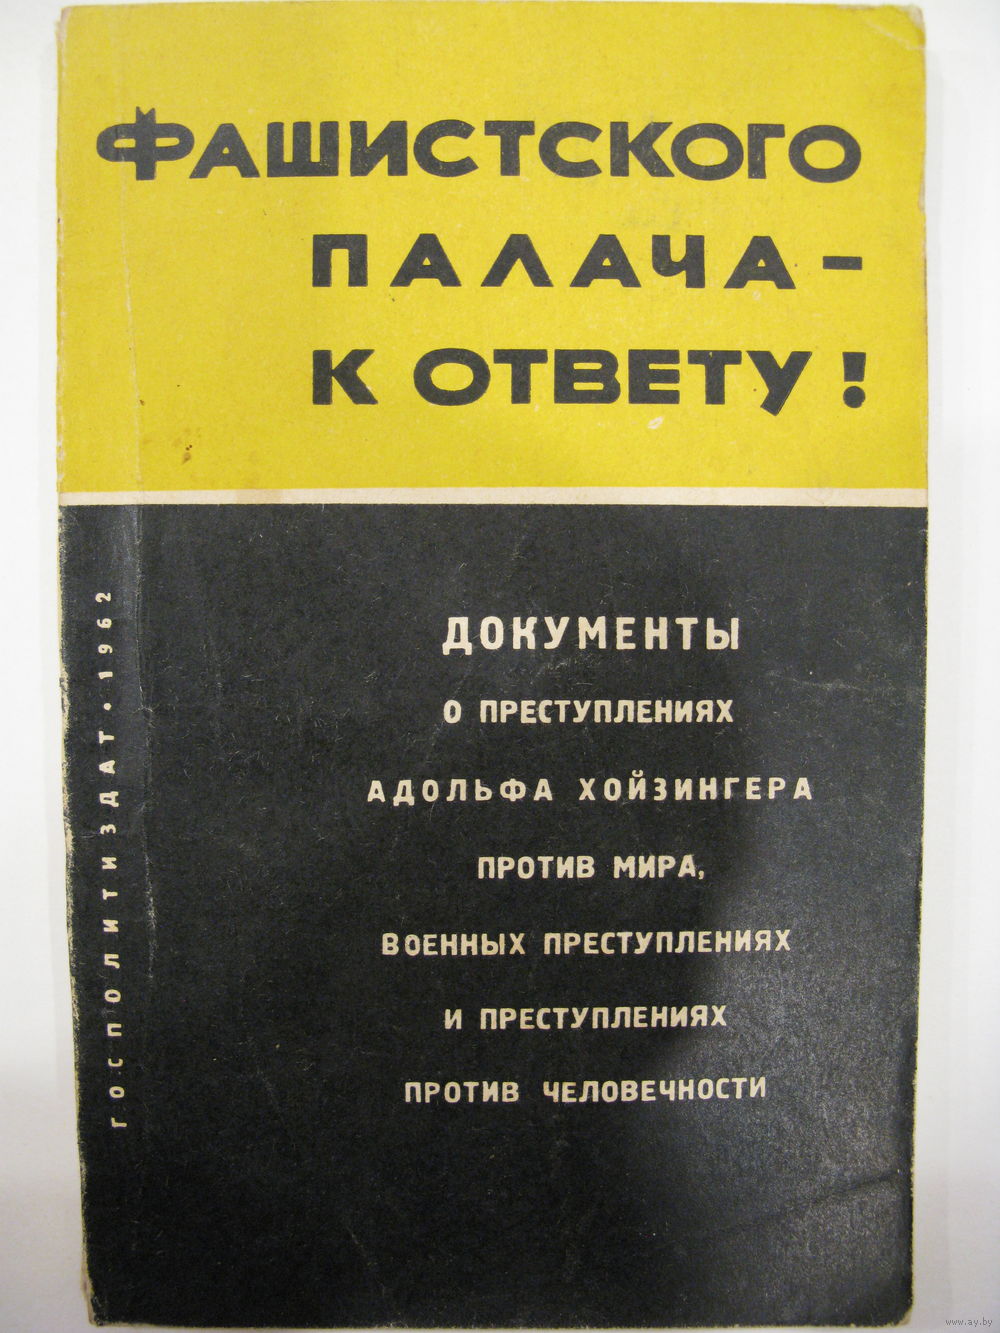 ФАШИСТСКОГО
ПАЛАЧА –
К ОТВЕТУ!
ДОКУМЕНТЫ
О ПРЕСТУПЛЕНИЯХ
АДОЛЬФА ХОЙЗИНГЕРА
ПРОТИВ МИРА,
ВОЕННЫХ ПРЕСТУПЛЕНИЯХ
И ПРЕСТУПЛЕНИЯХ
ПРОТИВ ЧЕЛОВЕЧНОСТИ
ГОСПОЛИТИЗДАТ • 1962
www.ay.by